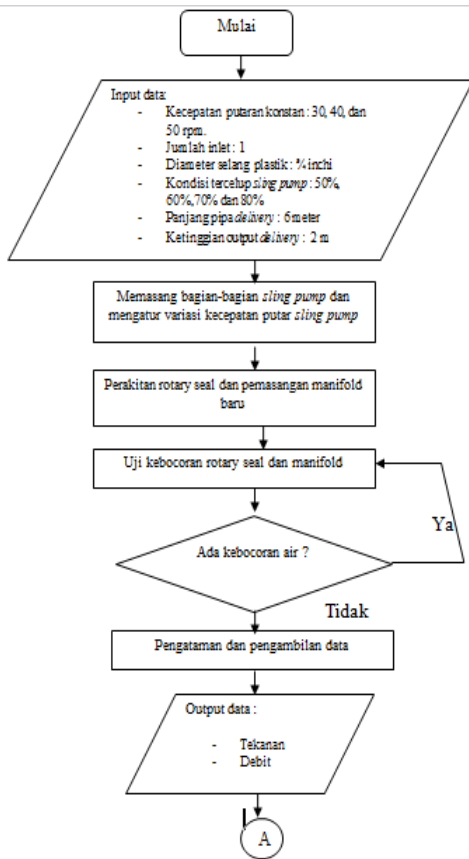 Mulai
Input data:
- Kecepatan putaran konstan : 30, 40, dan
50 rpm.
- Jumlah inlet : 1
- Diameter selang plastik : ¾ inchi
- Kondisi tercelup sling pump : 50%,
60%, 70% dan 80%
- Panjang pipa delivery : 6 meter
- Ketinggian output delivery : 2 m
Memasang bagian-bagian sling pump dan
mengatur variasi kecepatan putar sling pump
Perakitan rotary seal dan pemasangan manifold
baru
Uji kebocoran rotary seal dan manifold
Ya
Ada kebocoran air ?
Tidak
Pengataman dan pengambilan data
Output data :
- Tekanan
- Debit
A